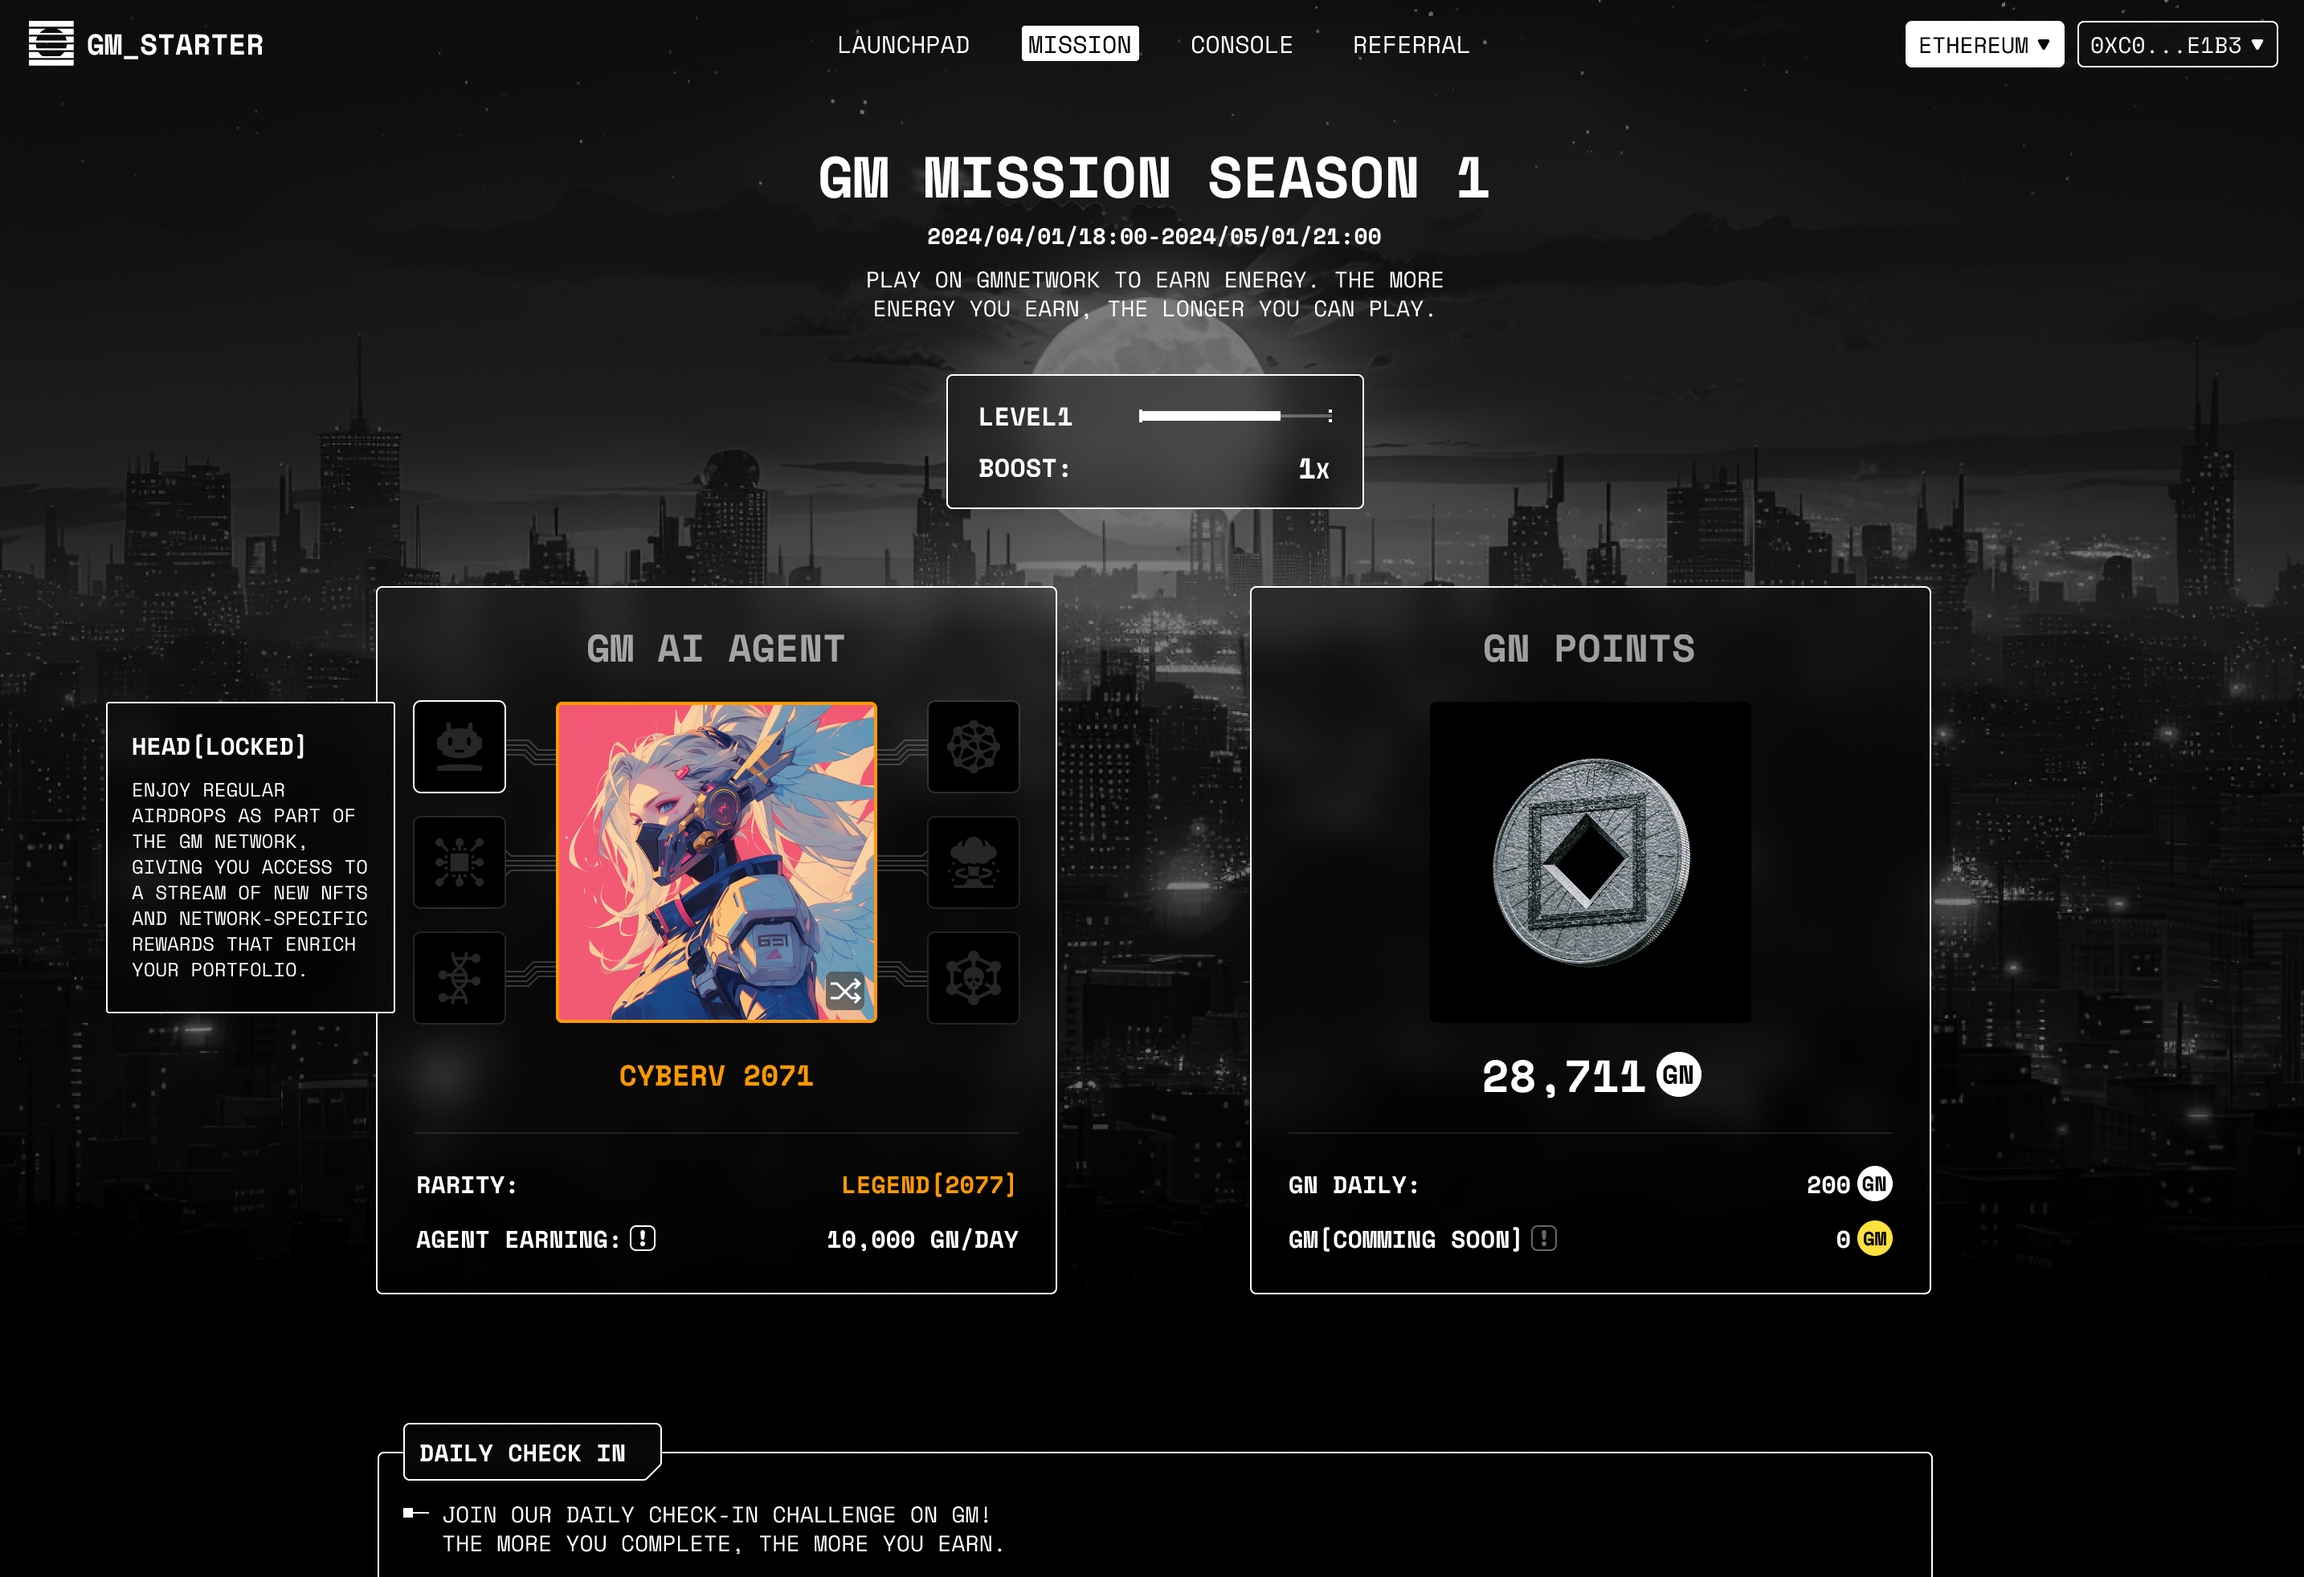 GM_STARTER
LAUNCHPAD
MISSION
CONSOLE
REFERRAL
ETHEREUM
0XC0...E1B3
GM MISSION SEASON 1
2024/04/01/18:00-2024/05/01/21:00
PLAY ON GMNETWORK TO EARN ENERGY. THE MORE
ENERGY YOU EARN, THE LONGER YOU CAN PLAY.
LEVEL1
BOOST:
1X
GM AI AGENT
HEAD[LOCKED]
ENJOY REGULAR
AIRDROPS AS PART OF
THE GM NETWORK,
GIVING YOU ACCESS TO
A STREAM OF NEW NFTS
AND NETWORK-SPECIFIC
REWARDS THAT ENRICH
YOUR PORTFOLIO.
CYBERV 2071
RARITY:
LEGEND[2077]
AGENT EARNING:
10,000 GN/DAY
GN POINTS
28,711 GN
GN DAILY:
200 GN
GM[COMMING SOON]
0 GM
DAILY CHECK IN
JOIN OUR DAILY CHECK-IN CHALLENGE ON GM!
THE MORE YOU COMPLETE, THE MORE YOU EARN.